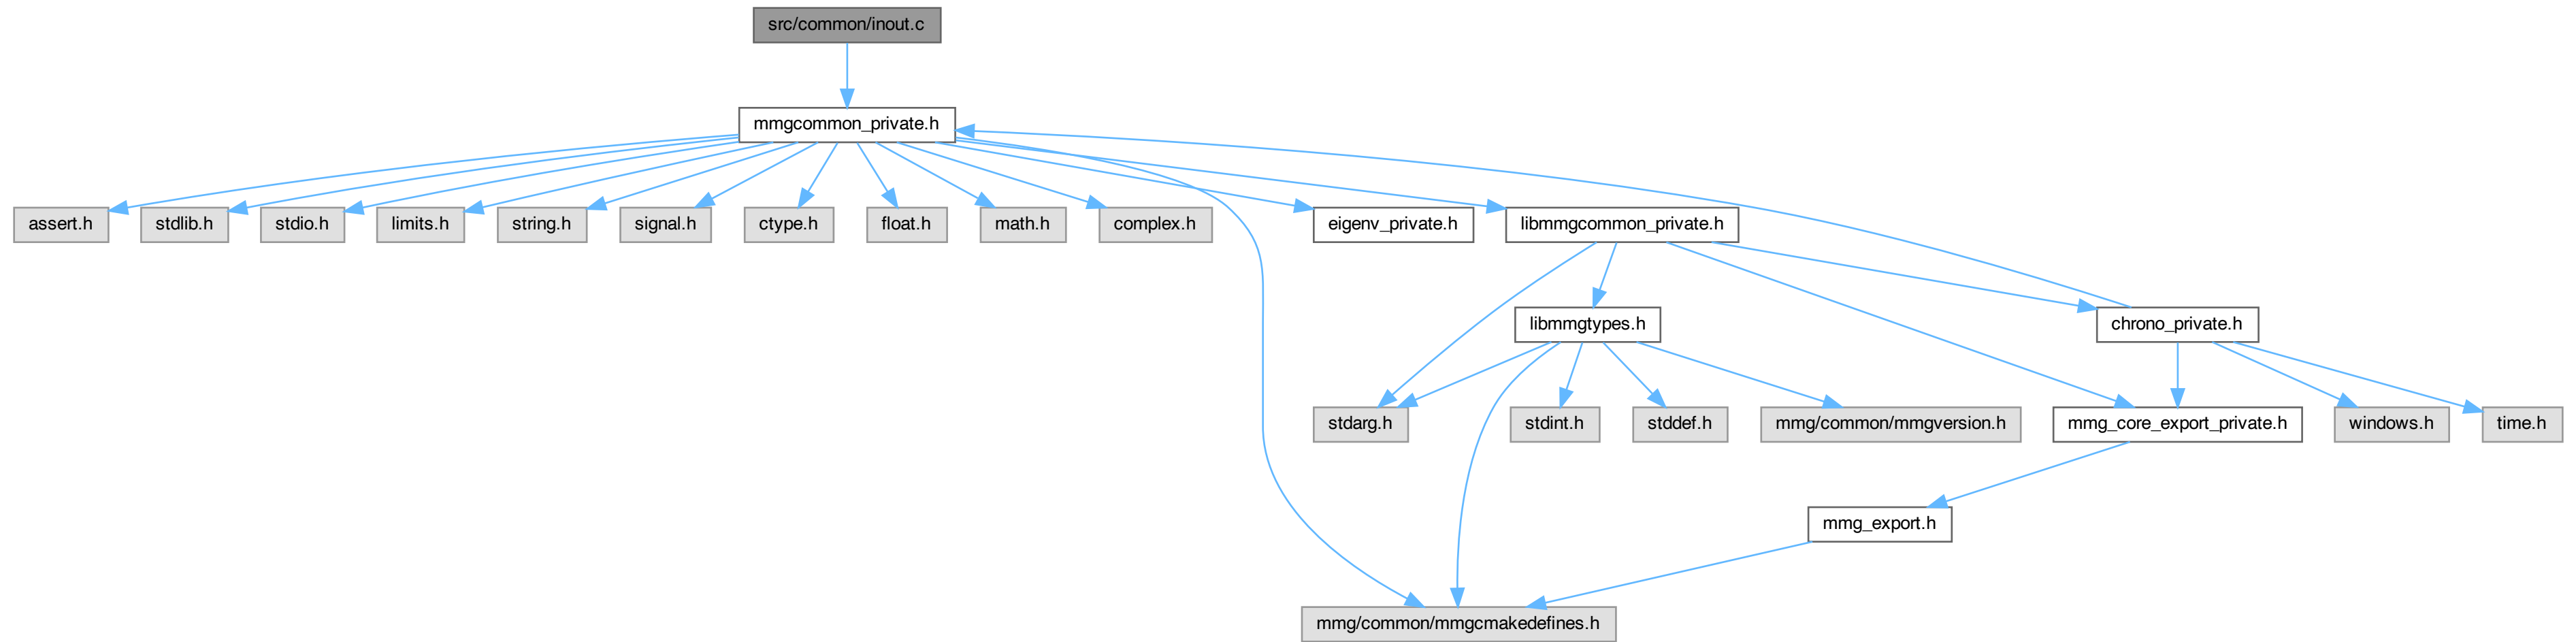 src/common/inout.c
mmgcommon_private.h
assert.h
stdlib.h
stdio.h
limits.h
string.h
signal.h
ctype.h
float.h
math.h
complex.h
eigenv_private.h
libmmgcommon_private.h
libmmgtypes.h
chrono_private.h
stdarg.h
stdint.h
stddef.h
mmg/common/mmgversion.h
mmg_core_export_private.h
windows.h
time.h
mmg_export.h
mmg/common/mmgcmakedefines.h